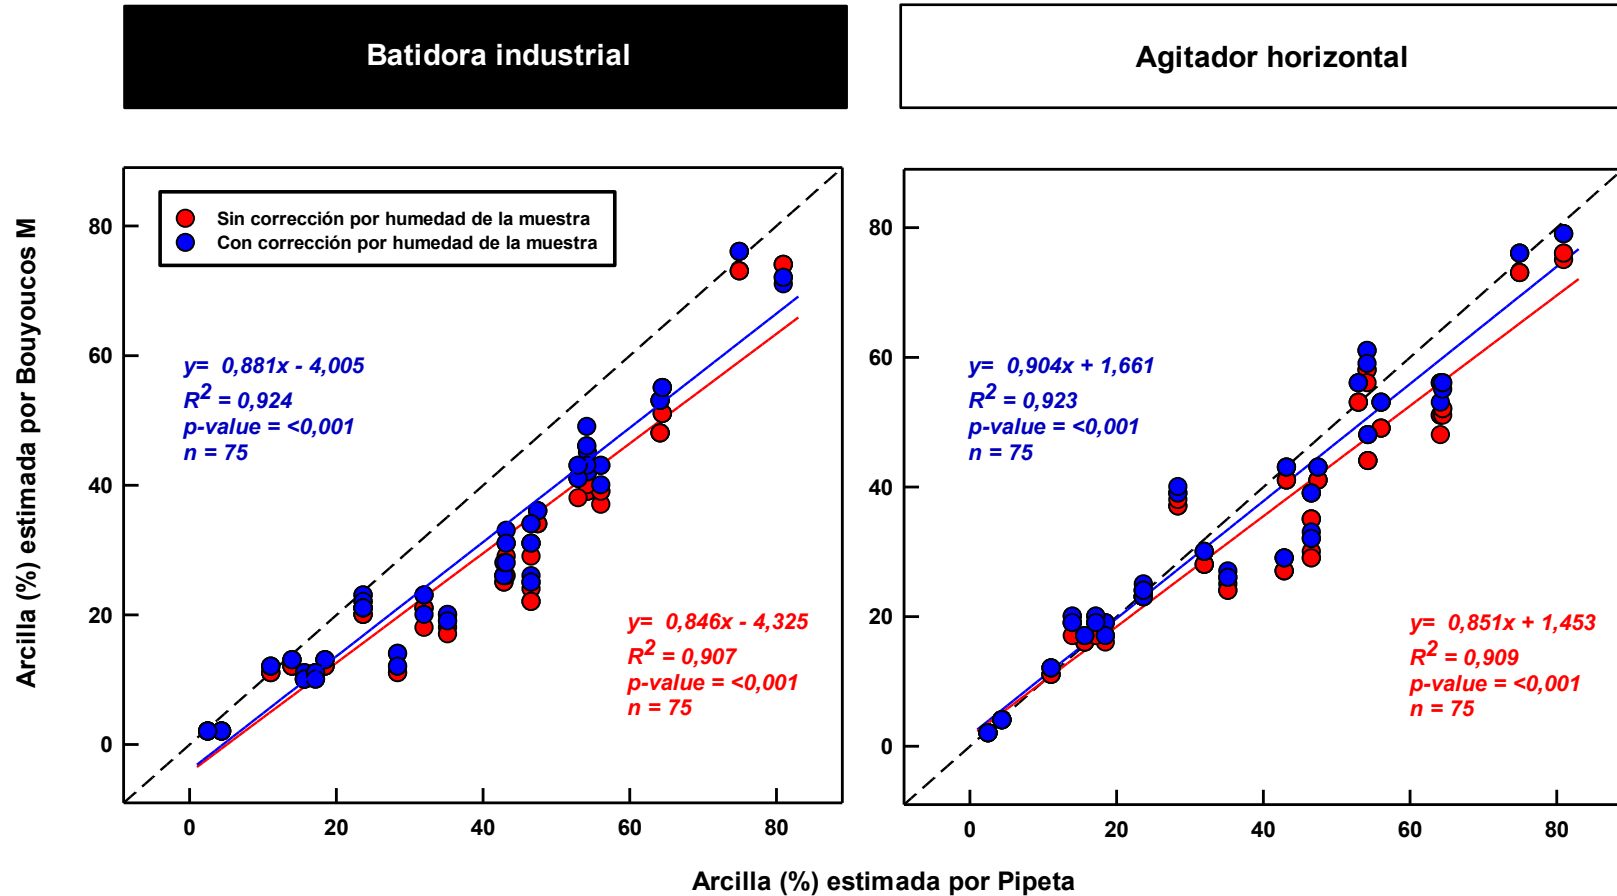 Batidora industrial
Agitador horizontal
Arcilla (%) estimada por Bouyoucos M
80
60
40
20
0
Sin corrección por humedad de la muestra
Con corrección por humedad de la muestra
y= 0,881x - 4,005
R² = 0,924
p-value = <0,001
n = 75
y= 0,846x - 4,325
R² = 0,907
p-value = <0,001
n = 75
0 20 40 60 80
80
60
40
20
0
y= 0,904x + 1,661
R² = 0,923
p-value = <0,001
n = 75
y= 0,851x + 1,453
R² = 0,909
p-value = <0,001
n = 75
0 20 40 60 80
Arcilla (%) estimada por Pipeta